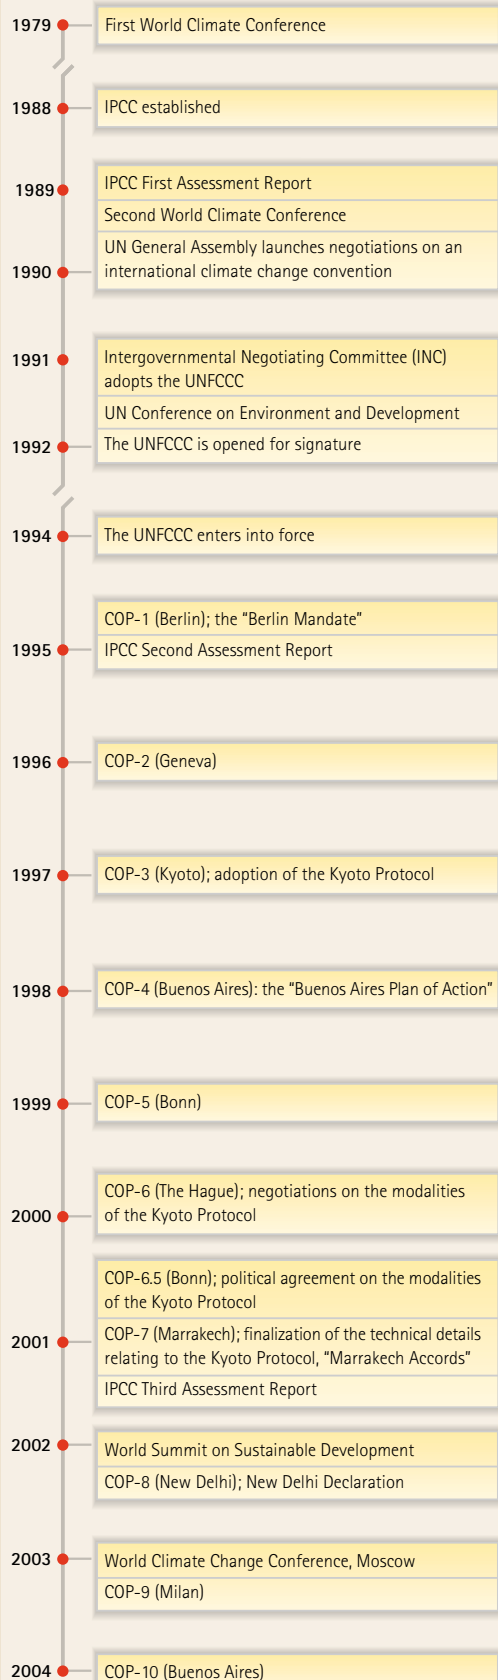 1979
First World Climate Conference
1988
IPCC established
1989
IPCC First Assessment Report
Second World Climate Conference
UN General Assembly launches negotiations on an
1990
international climate change convention
1991
Intergovernmental Negotiating Committee (INC)
adopts the UNFCCC
UN Conference on Environment and Development
1992
The UNFCCC is opened for signature
1994
The UNFCCC enters into force
COP-1 (Berlin); the “Berlin Mandate”
1995
IPCC Second Assessment Report
1996
COP-2 (Geneva)
1997
COP-3 (Kyoto); adoption of the Kyoto Protocol
1998
COP-4 (Buenos Aires): the “Buenos Aires Plan of Action”
1999
COP-5 (Bonn)
COP-6 (The Hague); negotiations on the modalities
2000
of the Kyoto Protocol
COP-6.5 (Bonn); political agreement on the modalities
of the Kyoto Protocol
2001
COP-7 (Marrakech); finalization of the technical details
relating to the Kyoto Protocol, “Marrakech Accords”
IPCC Third Assessment Report
2002
World Summit on Sustainable Development
COP-8 (New Delhi); New Delhi Declaration
2003
World Climate Change Conference, Moscow
COP-9 (Milan)
2004
COP-10 (Buenos Aires)